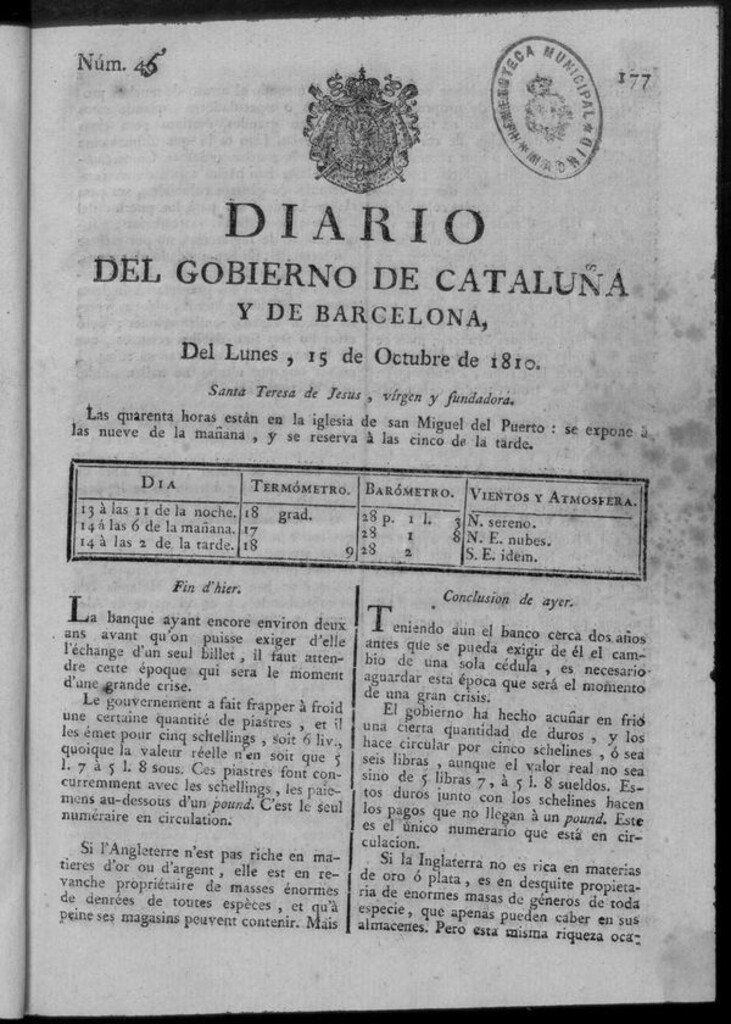 Núm. 45
177
HEMEROTECA MUNICIPAL
MADRID
DIARIO
DEL GOBIERNO DE CATALUÑA
Y DE BARCELONA,
Del Lunes, 15 de Octubre de 1810.
Santa Teresa de Jesus, vírgen y fundadora.
Las quarenta horas están en la iglesia de san Miguel del Puerto: se expone à
las nueve de la mañana, y se reserva à las cinco de la tarde.
DIA TERMÓMETRO. BARÓMETRO. VIENTOS Y ATMOSFERA.
13 à las 11 de la noche. 18 grad. 28 p. 1 l. 3 N. sereno.
14 á las 6 de la mañana. 17 28 1 8 N. E. nubes.
14 à las 2 de la tarde. 18 9 28 2 S. E. idem.
Fin d'hier.
La banque ayant encore environ deux
ans avant qu'on puisse exiger d'elle
l'échange d'un seul billet, il faut atten-
dre cette époque qui sera le moment
d'une grande crise.
Le gouvernement a fait frapper à froid
une certaine quantité de piastres, et il
les émet pour cinq schellings, soit 6 liv.,
quoique la valeur réelle n'en soit que 5
l. 7 à 5 l. 8 sous. Ces piastres font con-
curremment avec les schellings, les paie-
mens au-dessous d'un pound. C'est le seul
numéraire en circulation.
Si l'Angleterre n'est pas riche en ma-
tieres d'or ou d'argent, elle est en re-
vanche propriétaire de masses énormes
de denrées de toutes espèces, et qu'à
peine ses magasins peuvent contenir. Mais
Conclusion de ayer.
Teniendo aun el banco cerca dos años
antes que se pueda exigir de él el cam-
bio de una sola cédula, es necesario
aguardar esta época que será el momento
de una gran crisis.
El gobierno ha hecho acuñar en frio
una cierta quantidad de duros, y los
hace circular por cinco schelines, ó sea
seis libras, aunque el valor real no sea
sino de 5 libras 7, à 5 l. 8 sueldos. Es-
tos duros junto con los schelines hacen
los pagos que no llegan à un pound. Este
es el único numerario que está en cir-
culacion.
Si la Inglaterra no es rica en materias
de oro ó plata, es en desquite propieta-
ria de enormes masas de géneros de toda
especie, que apenas pueden caber en sus
almacenes. Pero esta misma riqueza oca-